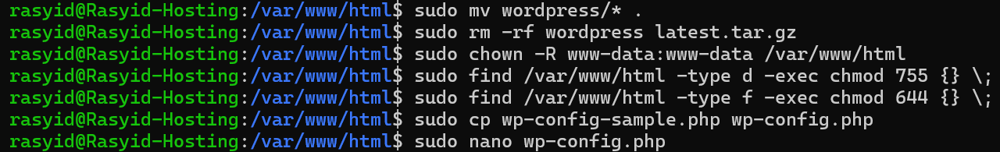 rasyid@Rasyid-Hosting:/var/www/html$ sudo mv wordpress/* .
rasyid@Rasyid-Hosting:/var/www/html$ sudo rm -rf wordpress latest.tar.gz
rasyid@Rasyid-Hosting:/var/www/html$ sudo chown -R www-data:www-data /var/www/html
rasyid@Rasyid-Hosting:/var/www/html$ sudo find /var/www/html -type d -exec chmod 755 {} \;
rasyid@Rasyid-Hosting:/var/www/html$ sudo find /var/www/html -type f -exec chmod 644 {} \;
rasyid@Rasyid-Hosting:/var/www/html$ sudo cp wp-config-sample.php wp-config.php
rasyid@Rasyid-Hosting:/var/www/html$ sudo nano wp-config.php